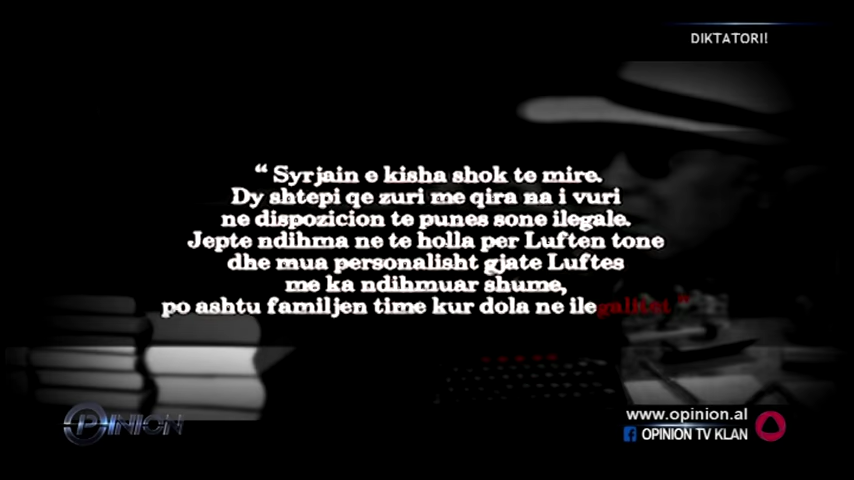 DIKTATORI!
“ Syrjain e kisha shok te mire.
Dy shtepi qe zuri me qira na i vuri
ne dispozicion te punes sone ilegale.
Jepte ndihma ne te holla per Luften tone
dhe mua personalisht gjate Luftes
me ka ndihmuar shume,
po ashtu familjen time kur dola ne ilegalitet ”
OPINION
www.opinion.al
OPINION TV KLAN